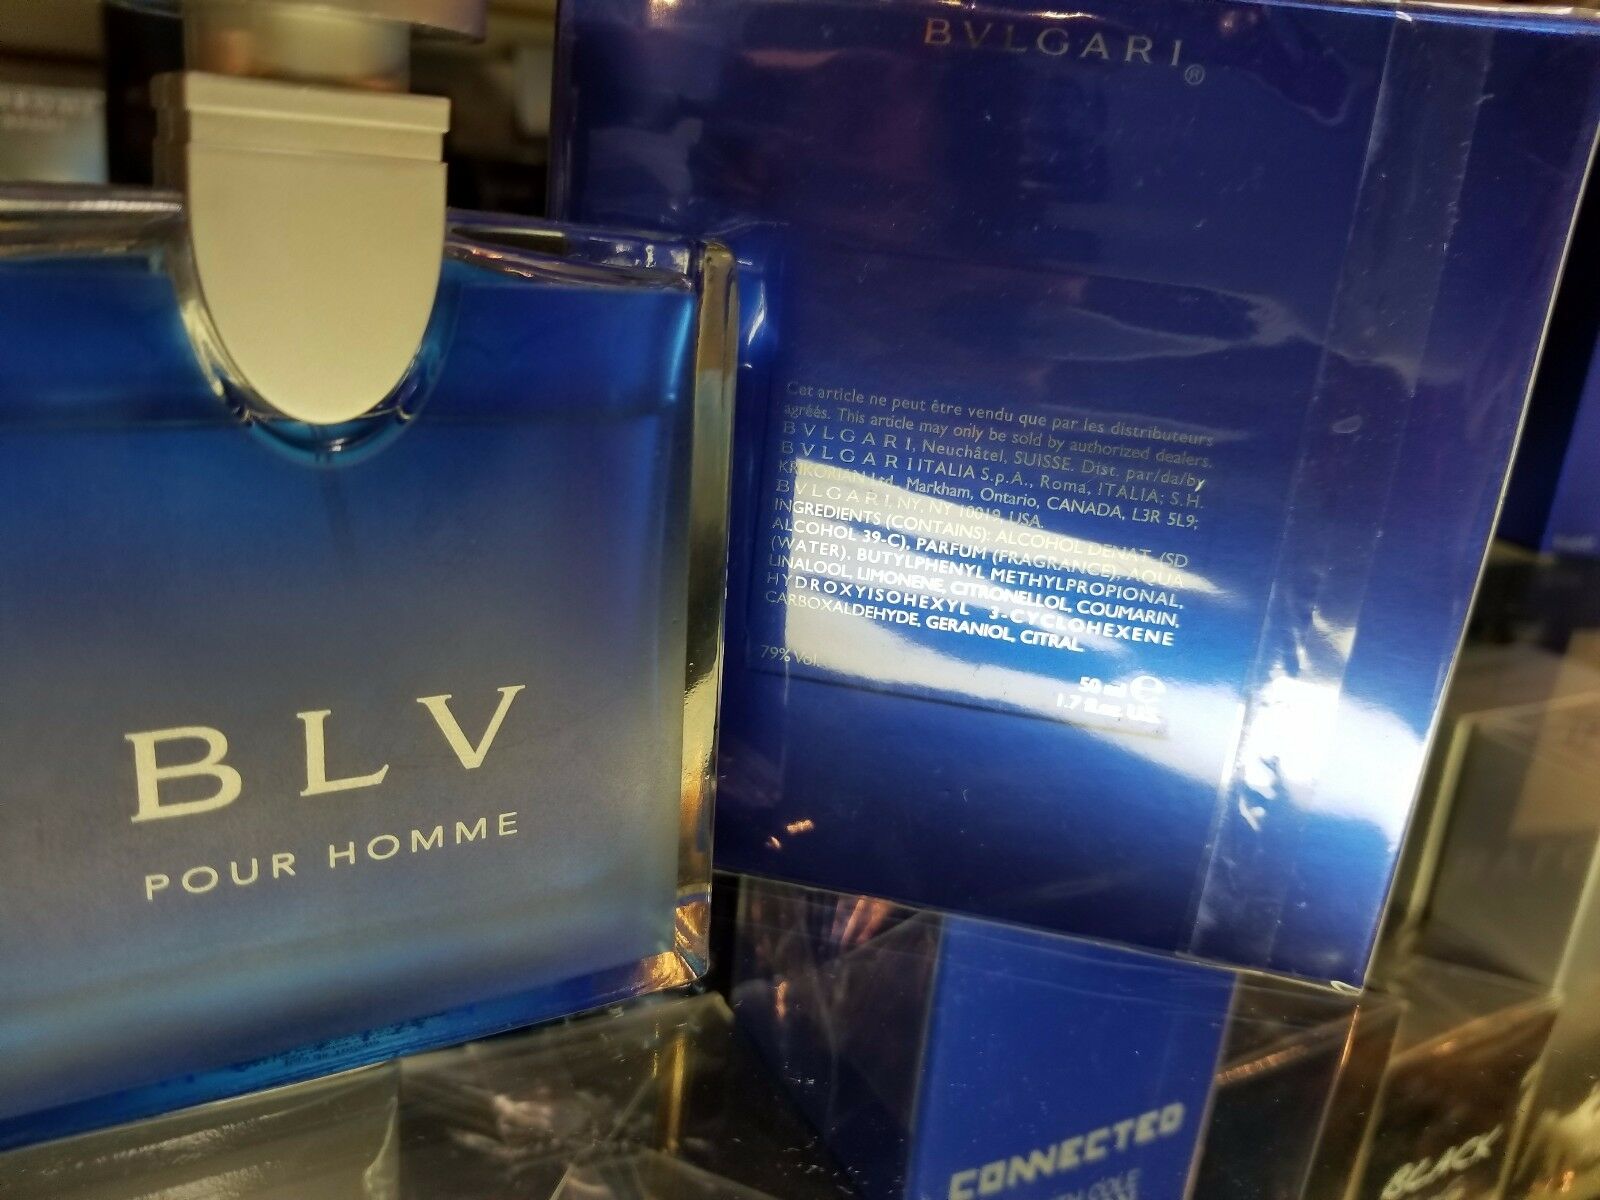 BVLGARI®
Cet article ne peut être vendu que par les distributeurs
agréés. This article may only be sold by authorized dealers.
BVLGARI, Neuchâtel, SUISSE. Dist. par/da/by
BVLGARI ITALIA S.p.A., Roma, ITALIA; S.H.
KRIKORIAN Ltd. Markham, Ontario, CANADA, L3R 5L9;
BVLGARI, NY, NY 10019, USA.
INGREDIENTS (CONTAINS): ALCOHOL DENAT. (SD
ALCOHOL 39-C), PARFUM (FRAGRANCE), AQUA
(WATER), BUTYLPHENYL METHYLPROPIONAL,
LINALOOL, LIMONENE, CITRONELLOL, COUMARIN,
HYDROXYISOHEXYL 3-CYCLOHEXENE
CARBOXALDEHYDE, GERANIOL, CITRAL.
79% Vol.
50 ml ℮
1.7 fl.oz. U.S.
BLV
POUR HOMME
CONNECTED
COLE
BLACK